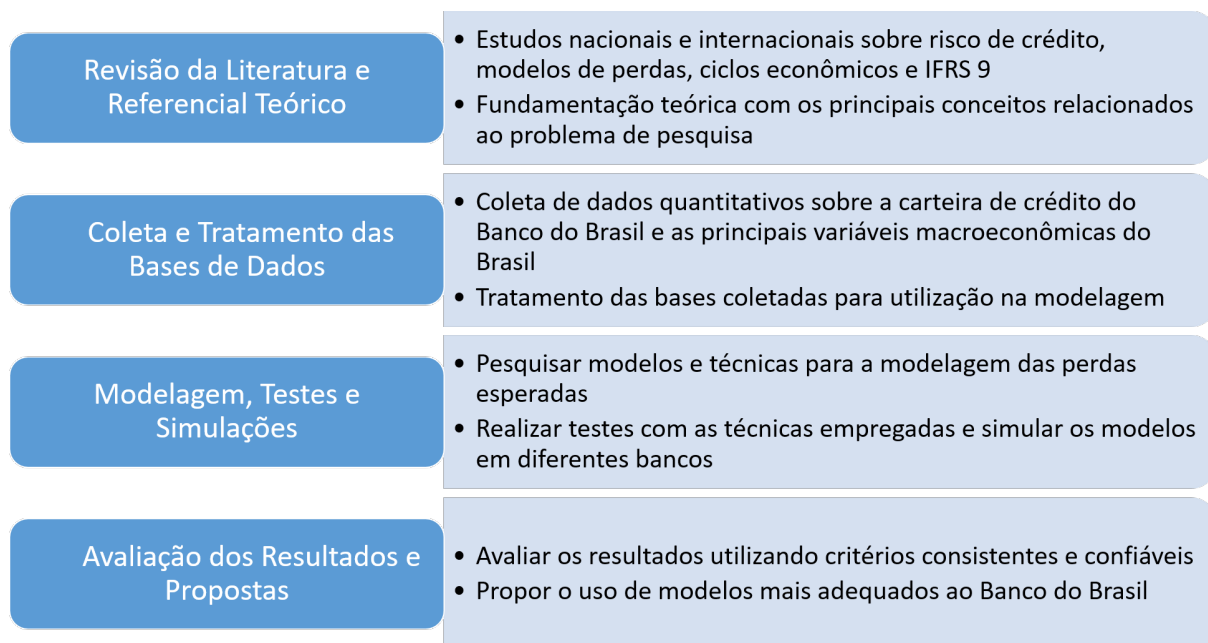 Revisão da Literatura e
Referencial Teórico
• Estudos nacionais e internacionais sobre risco de crédito,
modelos de perdas, ciclos econômicos e IFRS 9
• Fundamentação teórica com os principais conceitos relacionados
ao problema de pesquisa
Coleta e Tratamento das
Bases de Dados
• Coleta de dados quantitativos sobre a carteira de crédito do
Banco do Brasil e as principais variáveis macroeconômicas do
Brasil
• Tratamento das bases coletadas para utilização na modelagem
Modelagem, Testes e
Simulações
• Pesquisar modelos e técnicas para a modelagem das perdas
esperadas
• Realizar testes com as técnicas empregadas e simular os modelos
em diferentes bancos
Avaliação dos Resultados e
Propostas
• Avaliar os resultados utilizando critérios consistentes e confiáveis
• Propor o uso de modelos mais adequados ao Banco do Brasil